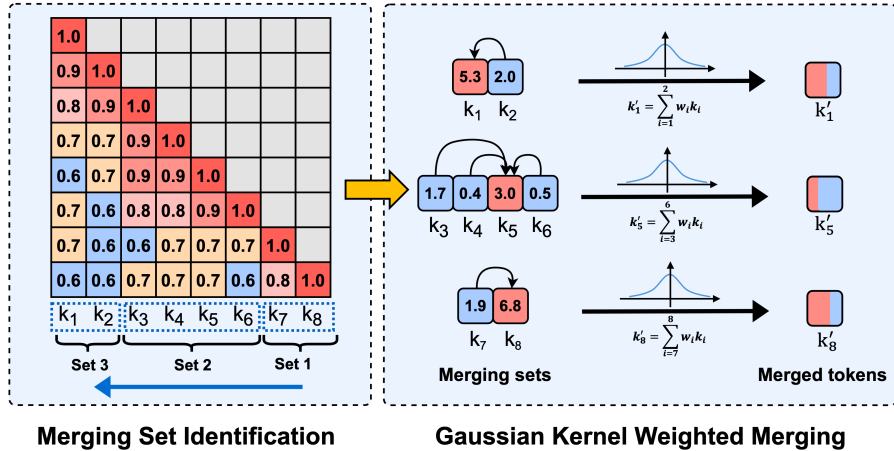 1.0
0.9 1.0
0.8 0.9 1.0
0.7 0.7 0.9 1.0
0.6 0.7 0.9 0.9 1.0
0.7 0.6 0.8 0.8 0.9 1.0
0.7 0.6 0.6 0.7 0.7 0.7 1.0
0.6 0.6 0.7 0.7 0.7 0.6 0.8 1.0
k₁ k₂ k₃ k₄ k₅ k₆ k₇ k₈
Set 3 Set 2 Set 1
Merging Set Identification
5.3 2.0
k₁ k₂
k′₁ = ∑²ᵢ₌₁ wᵢkᵢ
k′₁
1.7 0.4 3.0 0.5
k₃ k₄ k₅ k₆
k′₅ = ∑⁶ᵢ₌₃ wᵢkᵢ
k′₅
1.9 6.8
k₇ k₈
k′₈ = ∑⁸ᵢ₌₇ wᵢkᵢ
k′₈
Merging sets Merged tokens
Gaussian Kernel Weighted Merging